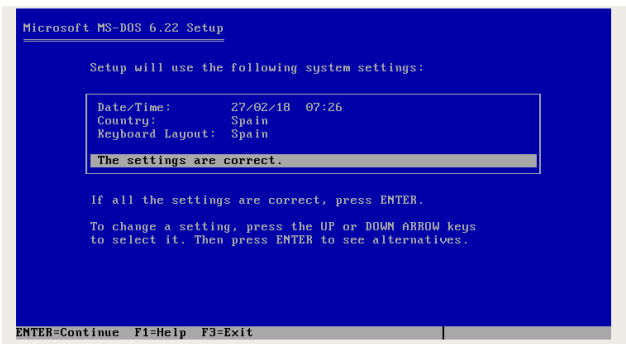 Microsoft MS-DOS 6.22 Setup
Setup will use the following system settings:
Date/Time: 27/02/18 07:26
Country: Spain
Keyboard Layout: Spain
The settings are correct.
If all the settings are correct, press ENTER.
To change a setting, press the UP or DOWN ARROW keys
to select it. Then press ENTER to see alternatives.
ENTER=Continue F1=Help F3=Exit